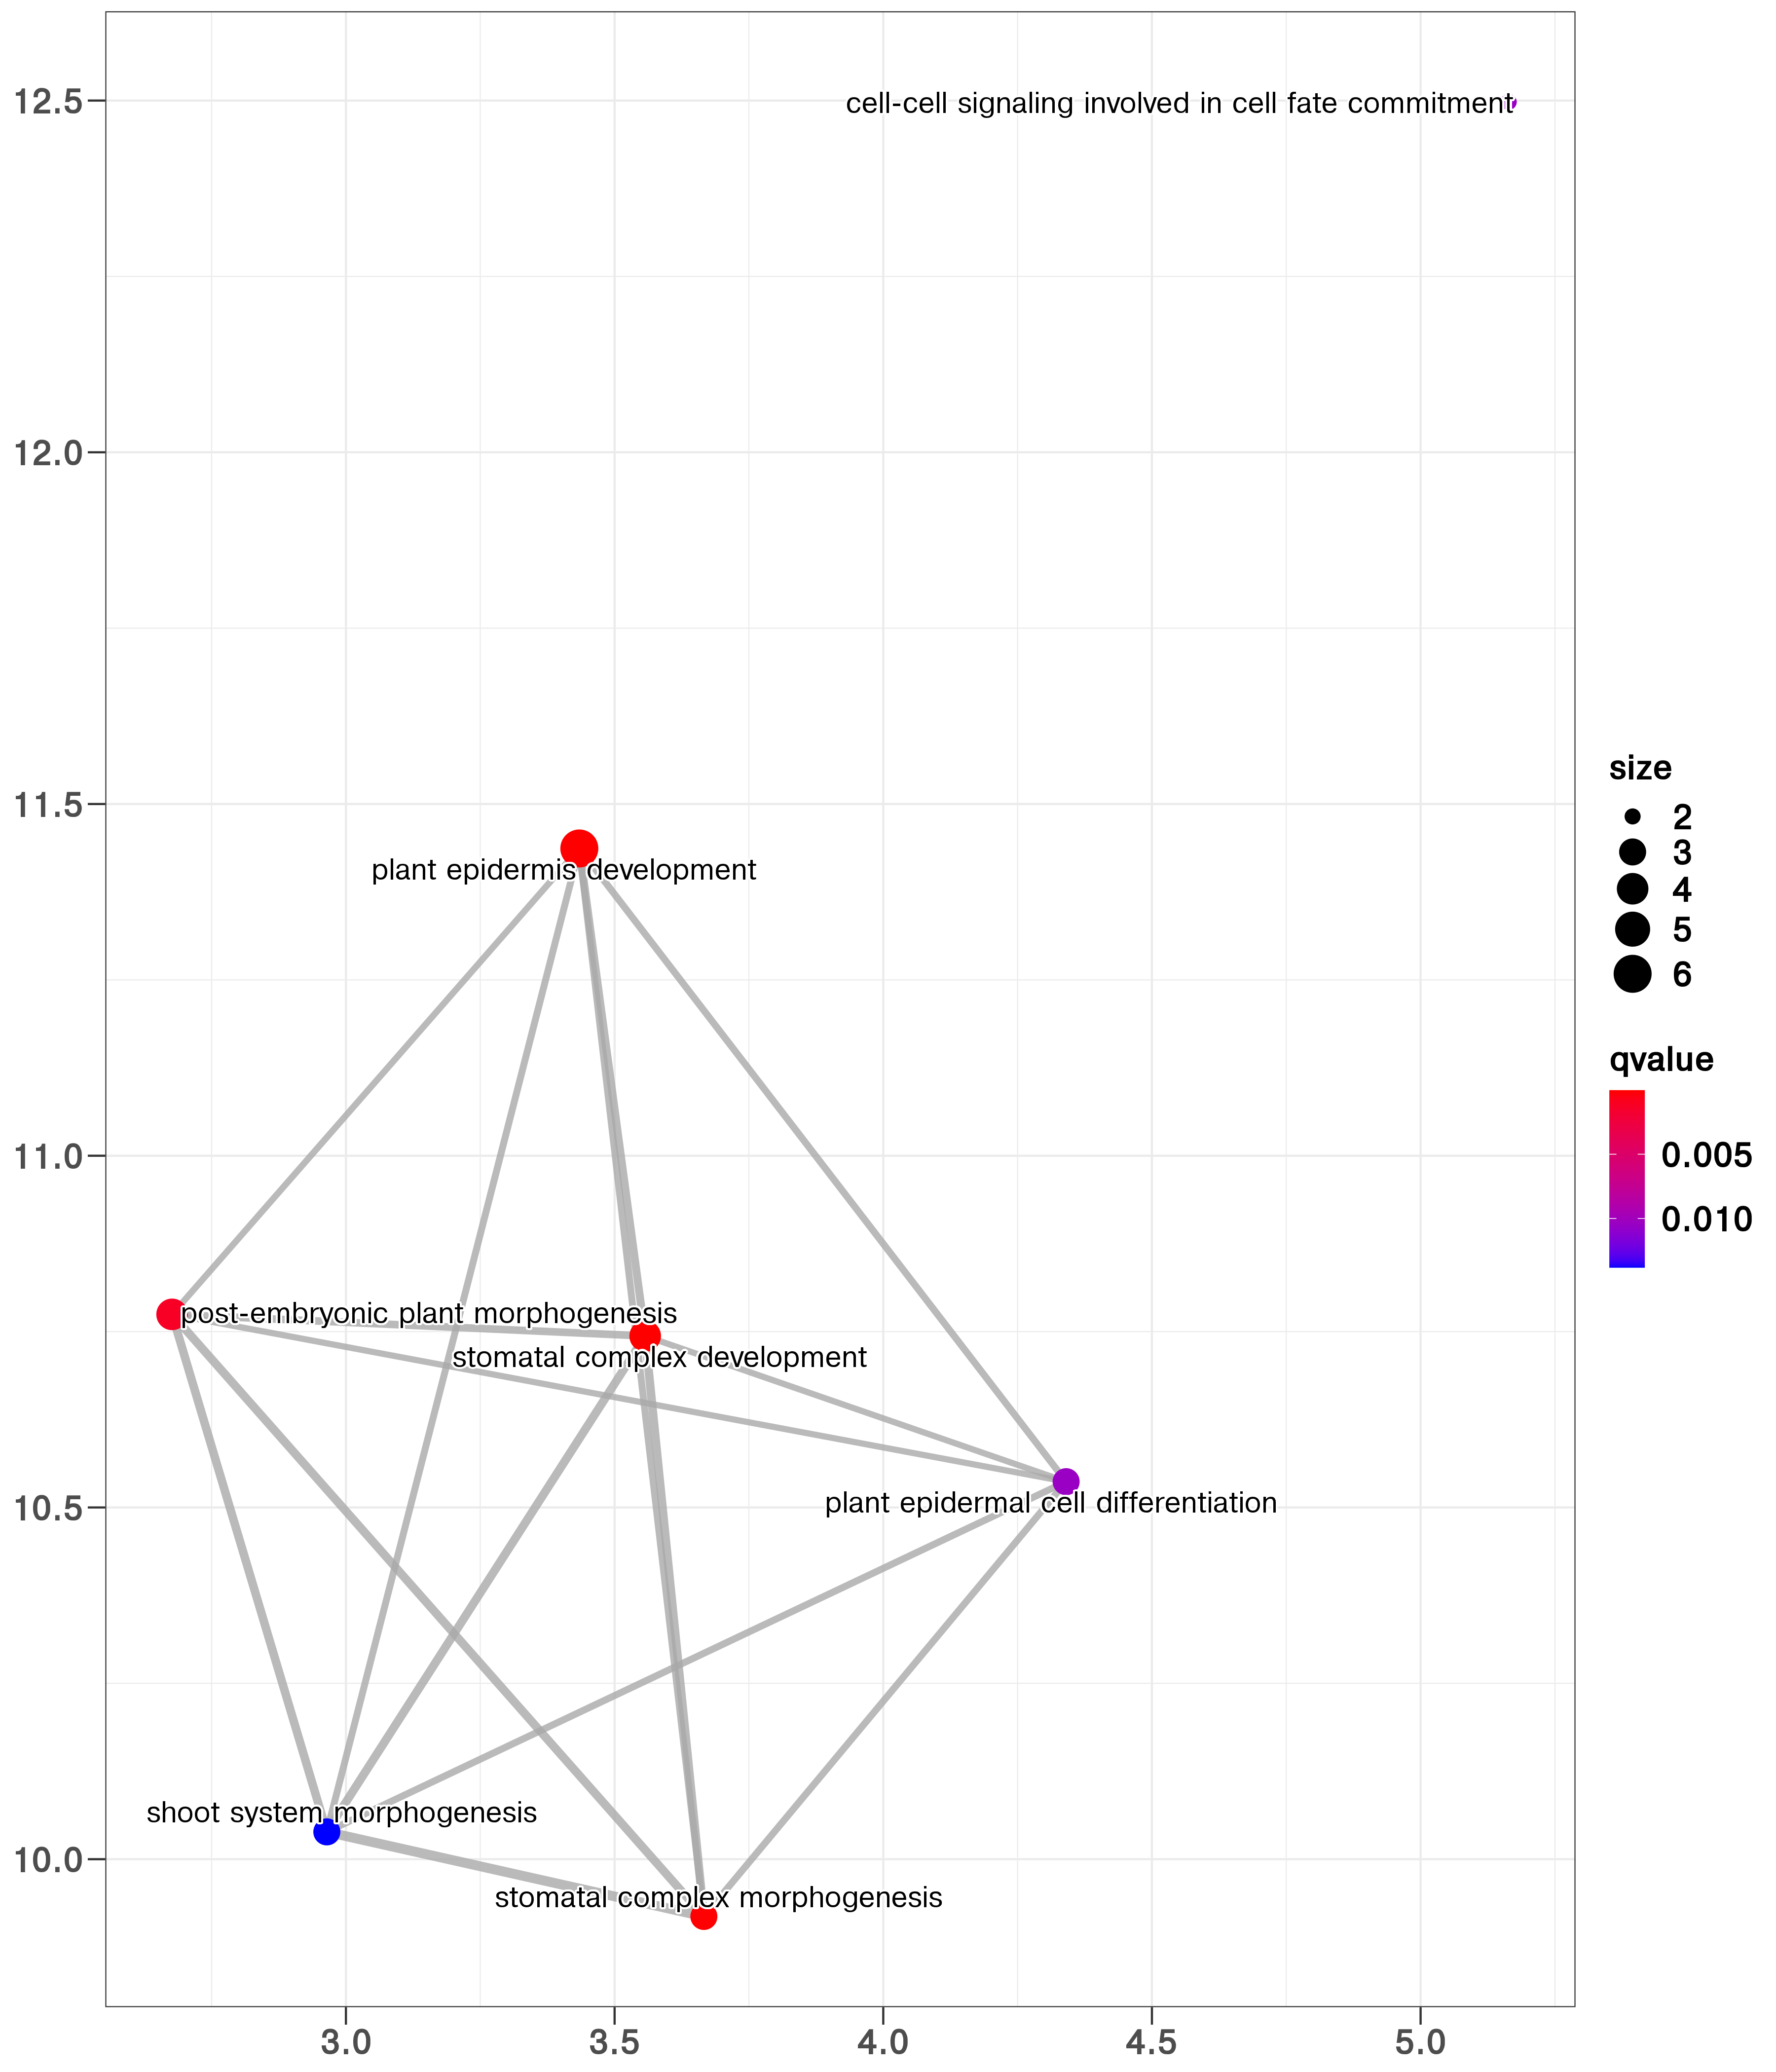 12.5
12.0
11.5
11.0
10.5
10.0
cell-cell signaling involved in cell fate commitment
plant epidermis development
post-embryonic plant morphogenesis
stomatal complex development
plant epidermal cell differentiation
shoot system morphogenesis
stomatal complex morphogenesis
3.0 3.5 4.0 4.5 5.0
size
2
3
4
5
6
qvalue
0.005
0.010